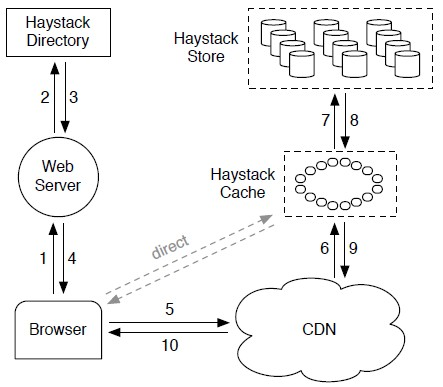 Haystack
Directory
Haystack
Store
2
3
7
8
Web
Server
Haystack
Cache
direct
1
4
6
9
5
Browser
CDN
10